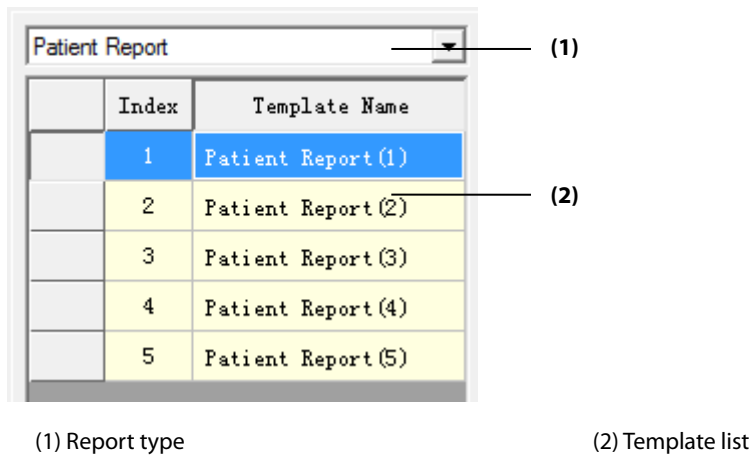 Patient Report (1)
Index Template Name
1 Patient Report(1)
2 Patient Report(2) (2)
3 Patient Report(3)
4 Patient Report(4)
5 Patient Report(5)
(1) Report type (2) Template list